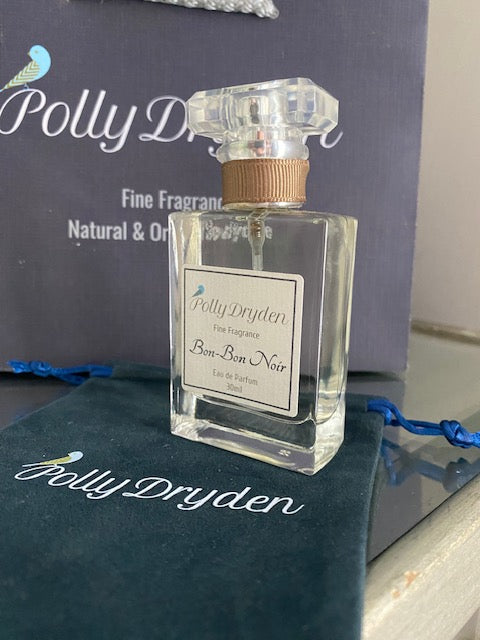 Polly Dryden
Fine Fragrance
Natural & Or
Polly Dryden
Fine Fragrance
Bon-Bon Noir
Eau de Parfum
30ml
Polly Dryden